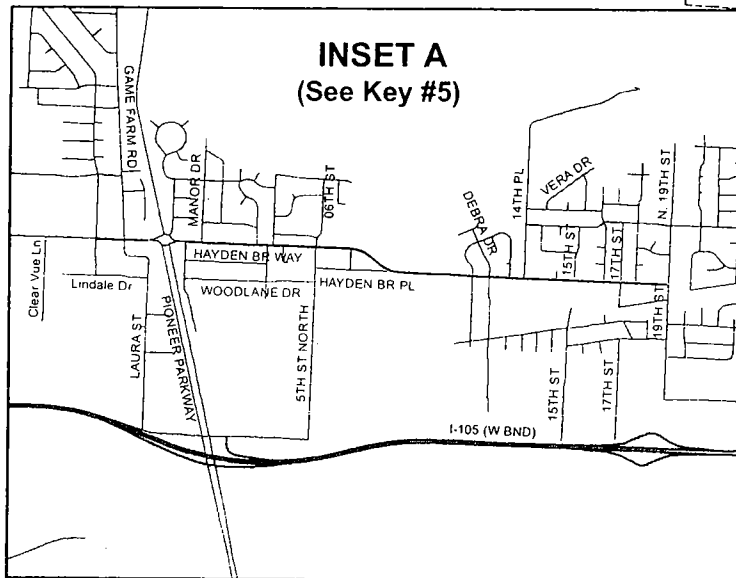 INSET A
(See Key #5)
GAME FARM RD
MANOR DR
06TH ST
VERA DR
14TH PL
N. 19TH ST
DEBRA DR
15TH ST
17TH ST
Clear Vue Ln
HAYDEN BR WAY
Lindale Dr
WOODLANE DR
HAYDEN BR PL
19TH ST
LAURA ST
PIONEER PARKWAY
5TH ST NORTH
15TH ST
17TH ST
I-105 (W BND)